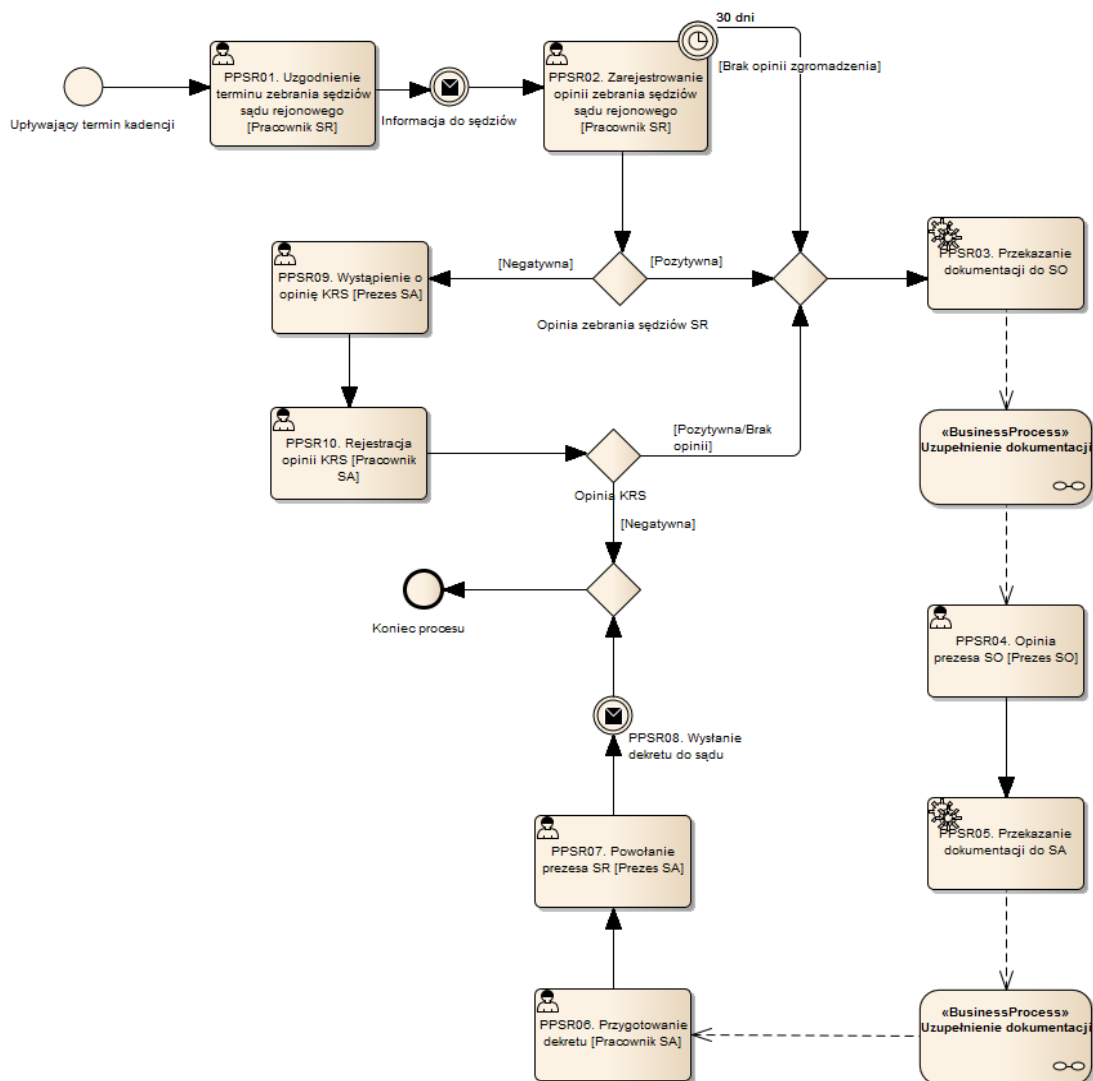 30 dni
[Brak opinii zgromadzenia]
PPSR01. Uzgodnienie
terminu zebrania sędziów
sądu rejonowego
[Pracownik SR]
Upływający termin kadencji
Informacja do sędziów
PPSR02. Zarejestrowanie
opinii zebrania sędziów
sądu rejonowego
[Pracownik SR]
[Negatywna]
[Pozytywna]
Opinia zebrania sędziów SR
PPSR03. Przekazanie
dokumentacji do SO
PPSR09. Wystąpienie o
opinię KRS [Prezes SA]
PPSR10. Rejestracja
opinii KRS [Pracownik
SA]
[Pozytywna/Brak
opinii]
Opinia KRS
[Negatywna]
«BusinessProcess»
Uzupełnienie dokumentacji
Koniec procesu
PPSR04. Opinia
prezesa SO [Prezes SO]
PPSR08. Wysłanie
dekretu do sądu
PPSR07. Powołanie
prezesa SR [Prezes SA]
PPSR05. Przekazanie
dokumentacji do SA
PPSR06. Przygotowanie
dekretu [Pracownik SA]
«BusinessProcess»
Uzupełnienie dokumentacji